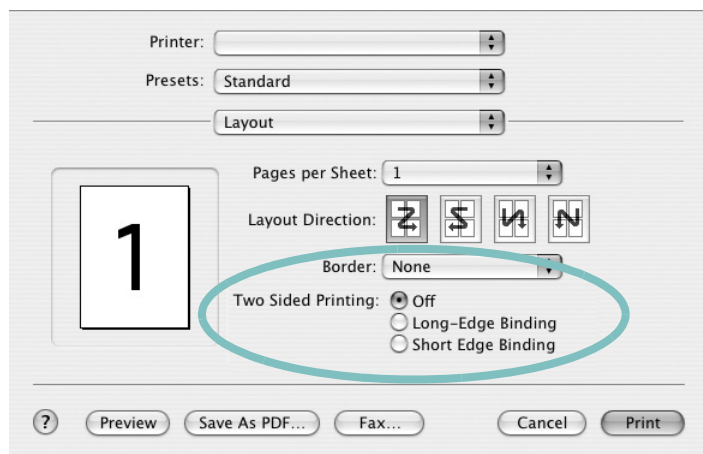 Printer:
Presets: Standard
Layout
Pages per Sheet: 1
Layout Direction:
1
Border: None
Two Sided Printing: Off
Long-Edge Binding
Short Edge Binding
? Preview Save As PDF... Fax... Cancel Print